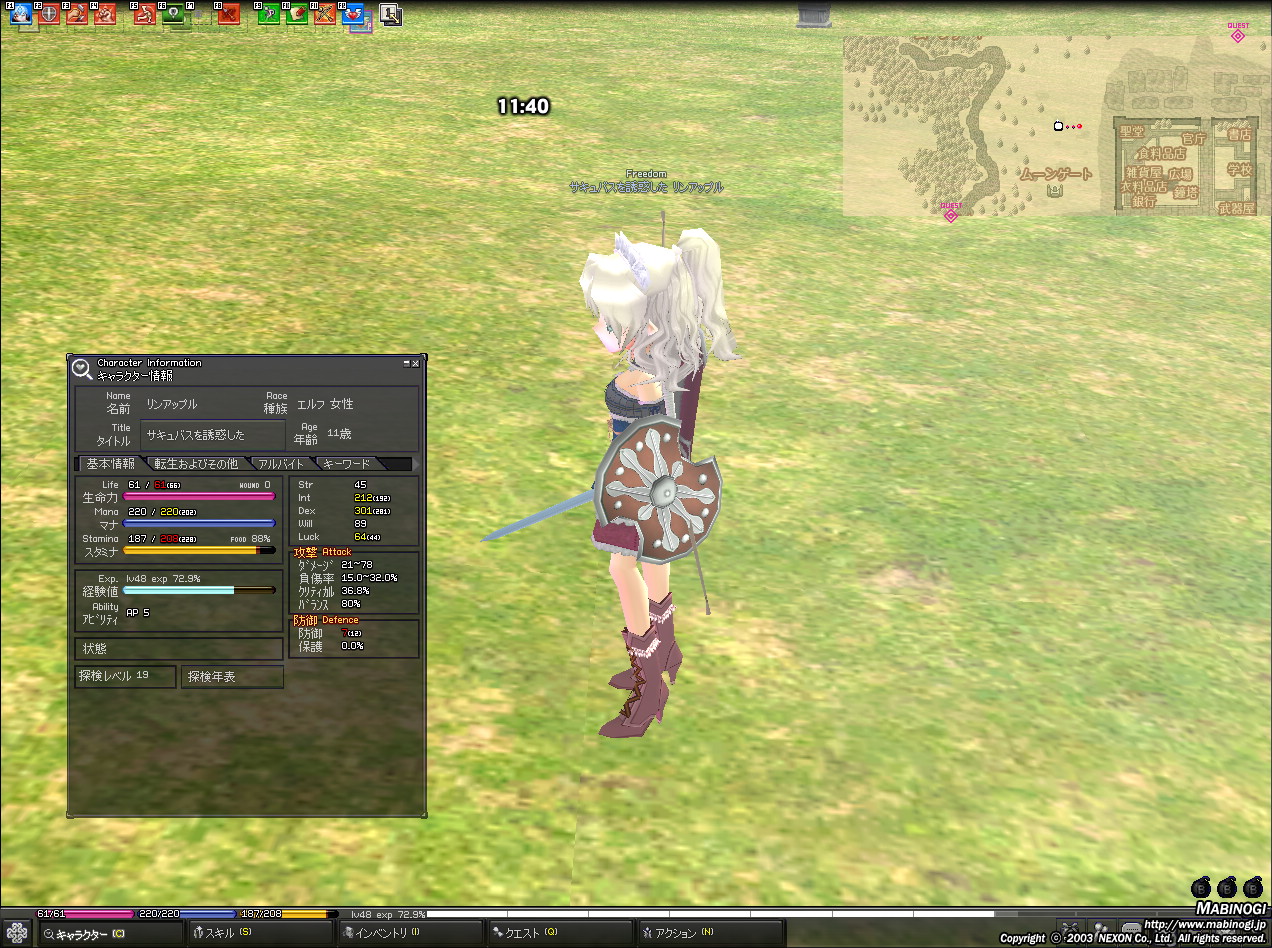 F1 F2 F3 F4 F5 F6 F7 F8 F9 F10 F11 F12
11:40
QUEST
聖堂
官庁
書店
食料品店
ムーンゲート
雑貨屋
広場
学校
衣料品店
鐘塔
銀行
武器屋
QUEST
Freedom
サキュバスを誘惑した リンアップル
Character Information
キャラクター情報
Name
名前
リンアップル
Race
種族
エルフ 女性
Title
タイトル
サキュバスを誘惑した
Age
年齢
11歳
基本情報 転生およびその他 アルバイト キーワード
Life 61 / 61(66) WOUND 0
生命力
Mana 220 / 220(202)
マナ
Stamina 187 / 208(228) FOOD 88%
スタミナ
Exp. lv48 exp 72.9%
経験値
Ability
アビリティ
AP 5
状態
探検レベル 19
探検年表
Str 45
Int 212(192)
Dex 301(281)
Will 89
Luck 64(44)
攻撃 Attack
ダメージ 21~78
負傷率 15.0~32.0%
クリティカル 36.8%
バランス 80%
防御 Defence
防御 7(12)
保護 0.0%
61/61 220/220 187/208 lv48 exp 72.9%
キャラクター (C)
スキル (S)
インベントリ (I)
クエスト (Q)
アクション (N)
B B B
MABINOGI
http://www.mabinogi.jp
Copyright © 2003 NEXON Co., Ltd. All rights reserved.